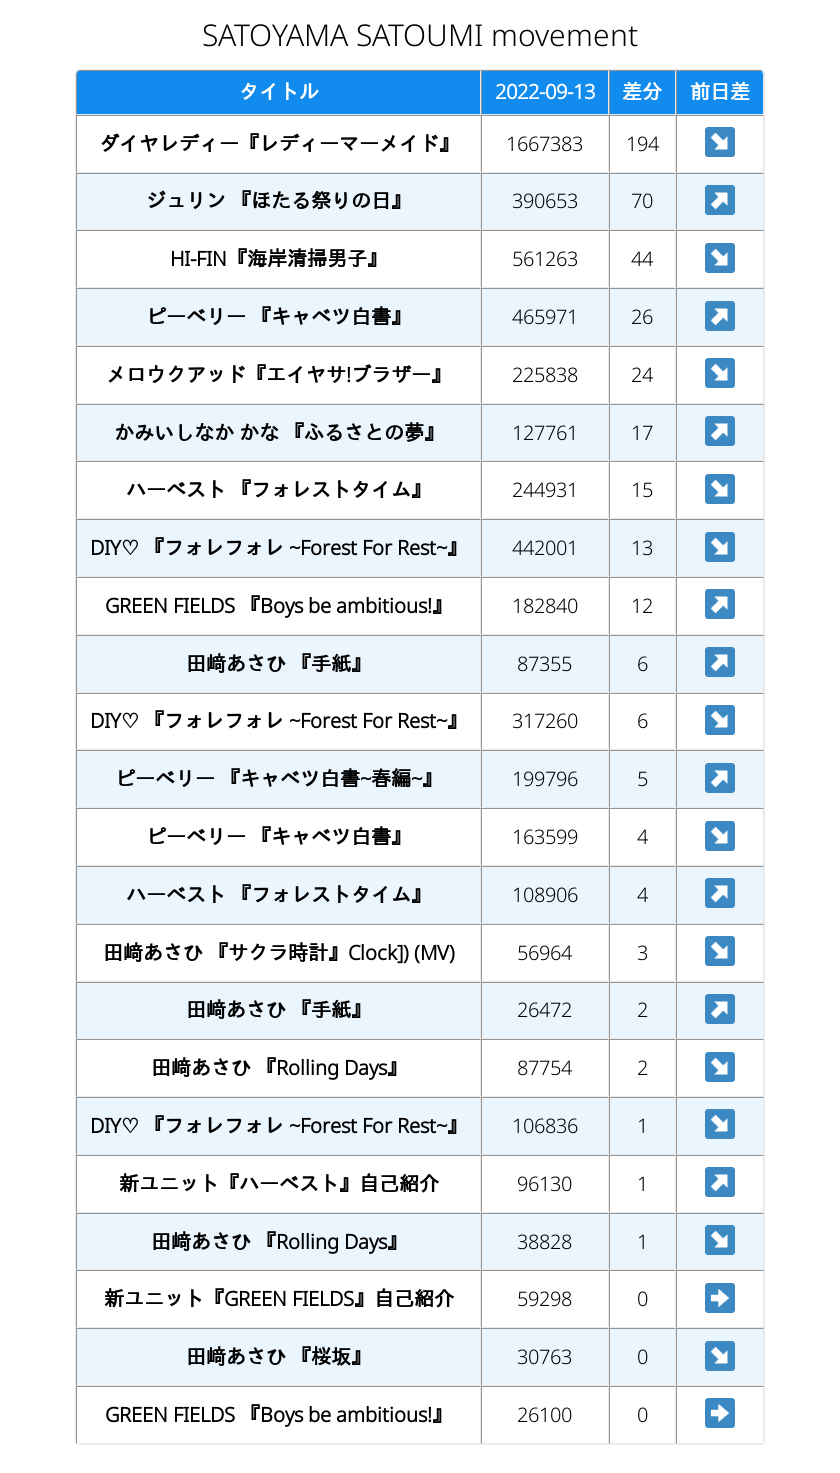 SATOYAMA SATOUMI movement
タイトル 2022-09-13 差分 前日差
ダイヤレディー『レディーマーメイド』 1667383 194 ↘
ジュリン 『ほたる祭りの日』 390653 70 ↗
HI-FIN『海岸清掃男子』 561263 44 ↘
ピーベリー 『キャベツ白書』 465971 26 ↗
メロウクアッド『エイヤサ!ブラザー』 225838 24 ↘
かみいしなか かな 『ふるさとの夢』 127761 17 ↗
ハーベスト 『フォレストタイム』 244931 15 ↘
DIY♡ 『フォレフォレ ~Forest For Rest~』 442001 13 ↘
GREEN FIELDS 『Boys be ambitious!』 182840 12 ↗
田﨑あさひ 『手紙』 87355 6 ↗
DIY♡ 『フォレフォレ ~Forest For Rest~』 317260 6 ↘
ピーベリー 『キャベツ白書~春編~』 199796 5 ↗
ピーベリー 『キャベツ白書』 163599 4 ↘
ハーベスト 『フォレストタイム』 108906 4 ↗
田﨑あさひ 『サクラ時計』Clock]) (MV) 56964 3 ↘
田﨑あさひ 『手紙』 26472 2 ↗
田﨑あさひ 『Rolling Days』 87754 2 ↘
DIY♡ 『フォレフォレ ~Forest For Rest~』 106836 1 ↘
新ユニット『ハーベスト』自己紹介 96130 1 ↗
田﨑あさひ 『Rolling Days』 38828 1 ↘
新ユニット『GREEN FIELDS』自己紹介 59298 0 ➡
田﨑あさひ 『桜坂』 30763 0 ↘
GREEN FIELDS 『Boys be ambitious!』 26100 0 ➡